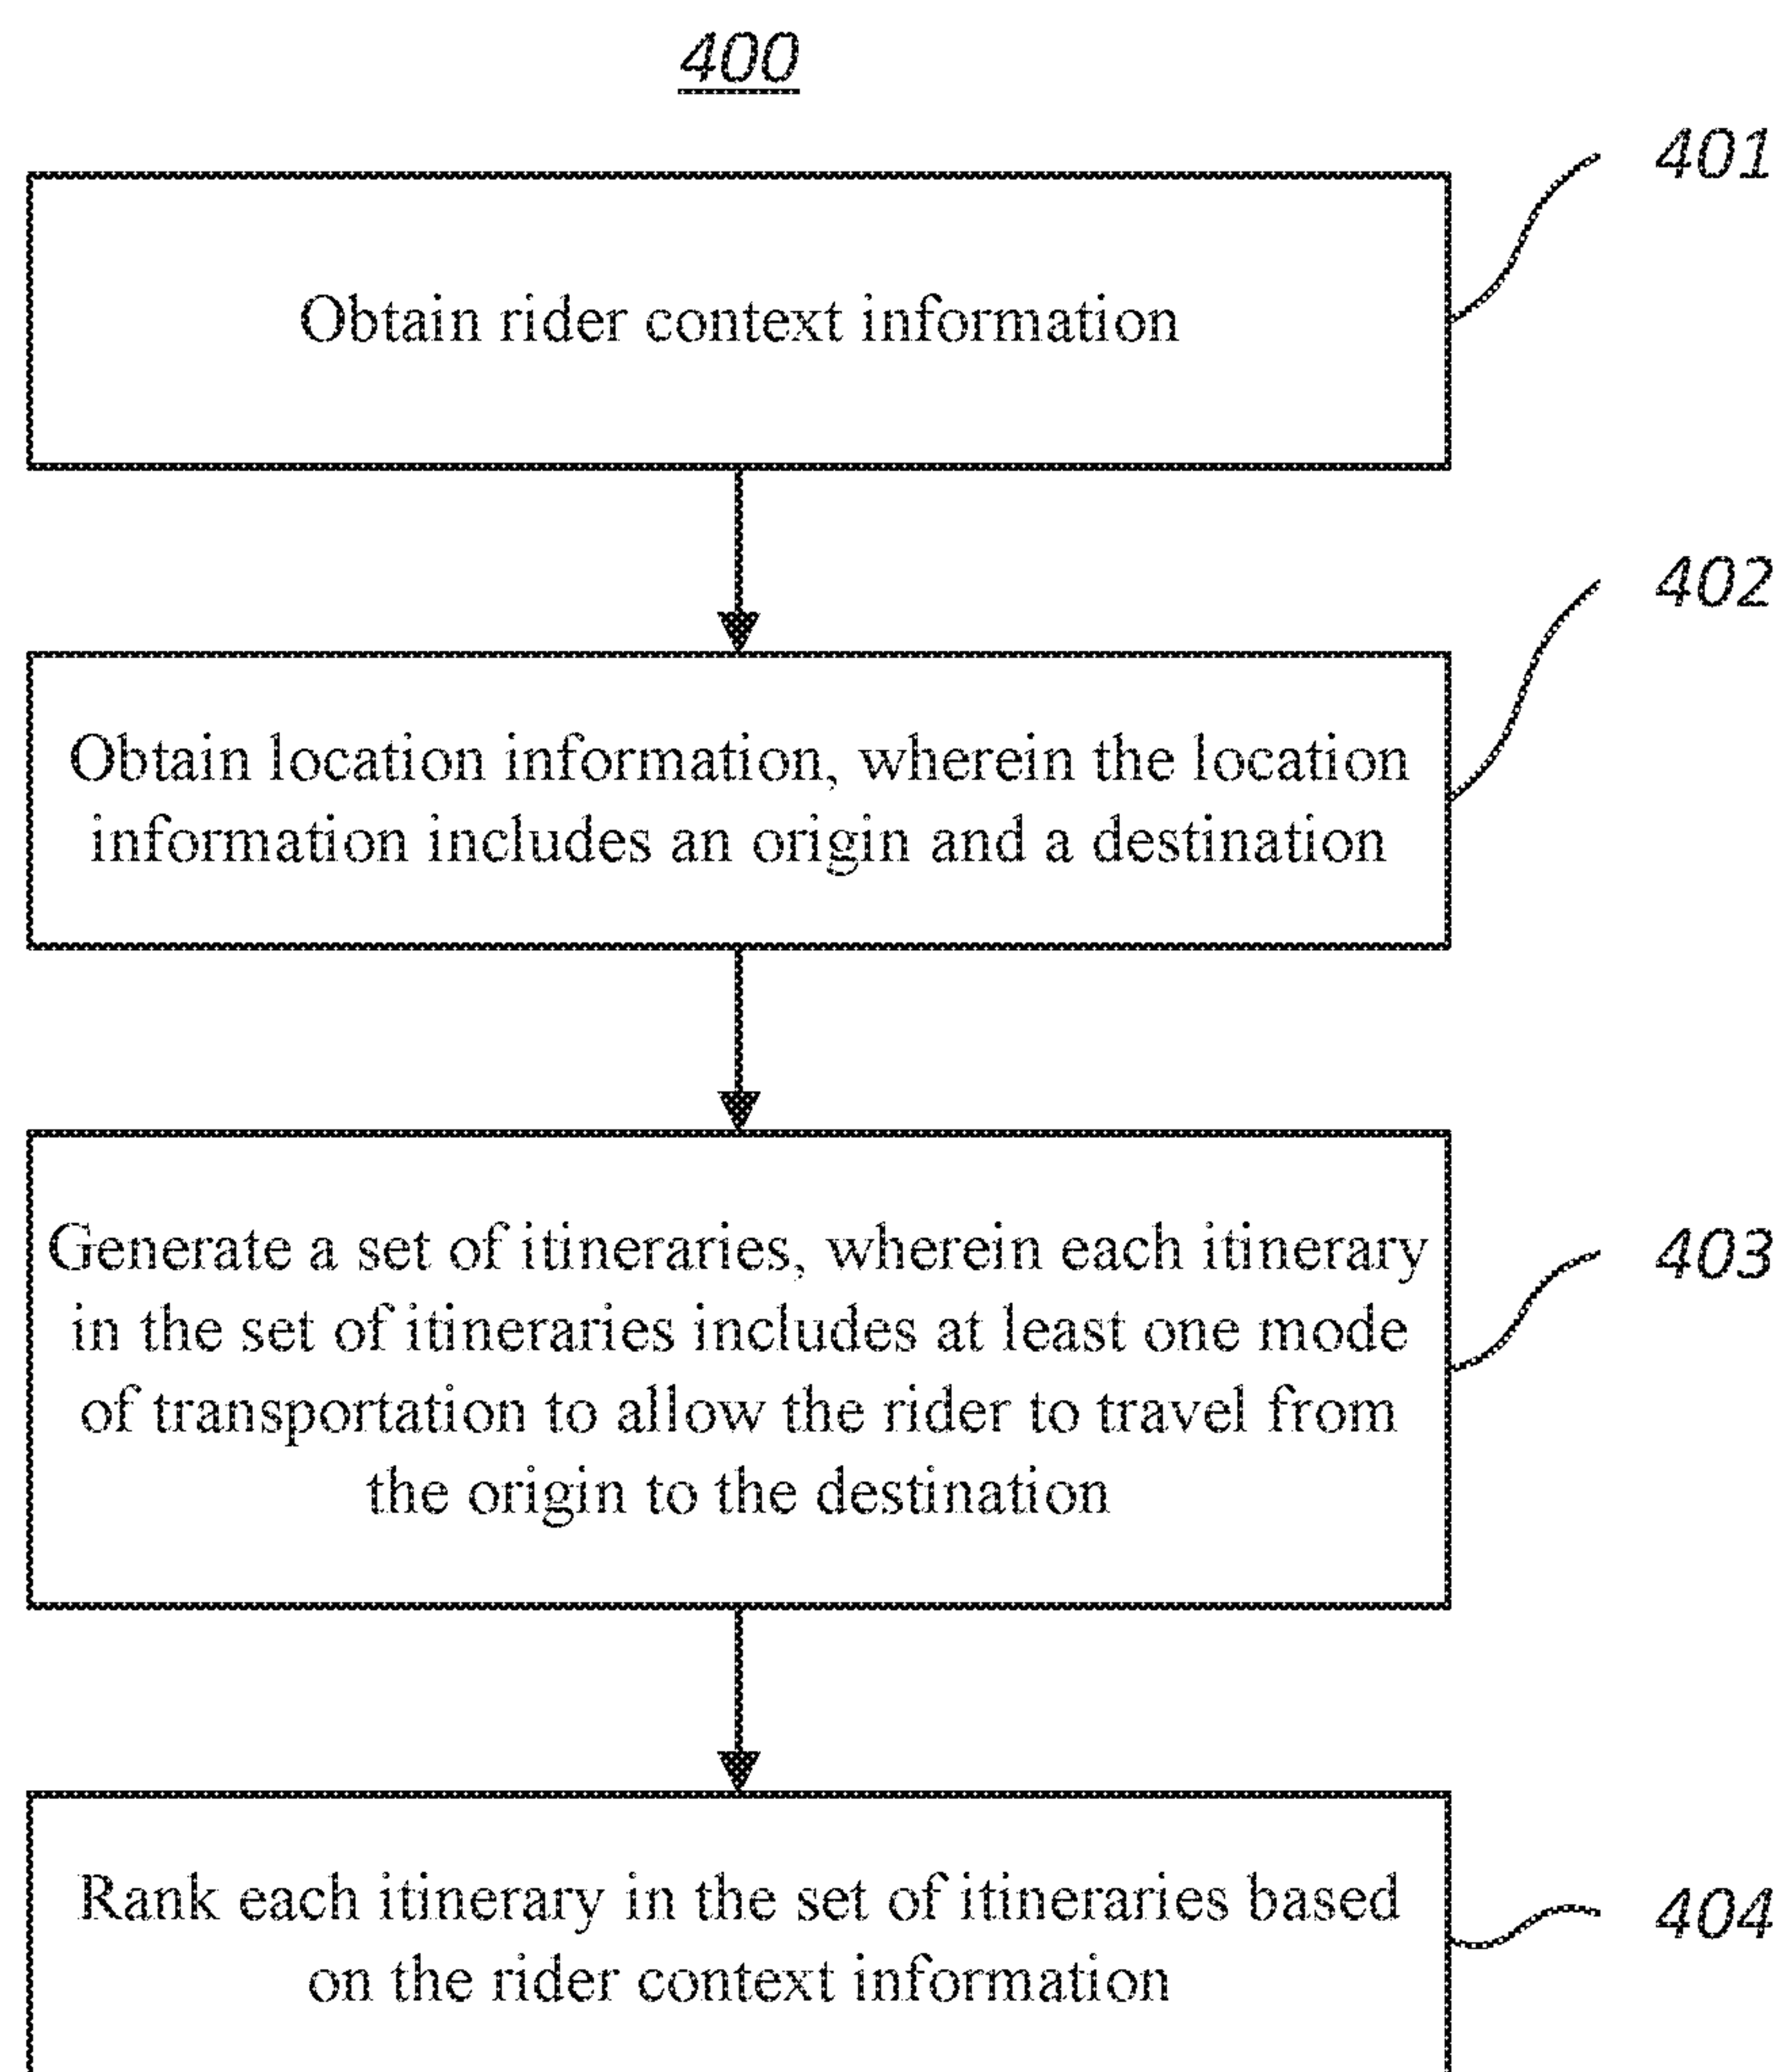 400
401
Obtain rider context information
402
Obtain location information, wherein the location
information includes an origin and a destination
403
Generate a set of itineraries, wherein each itinerary
in the set of itineraries includes at least one mode
of transportation to allow the rider to travel from
the origin to the destination
404
Rank each itinerary in the set of itineraries based
on the rider context information